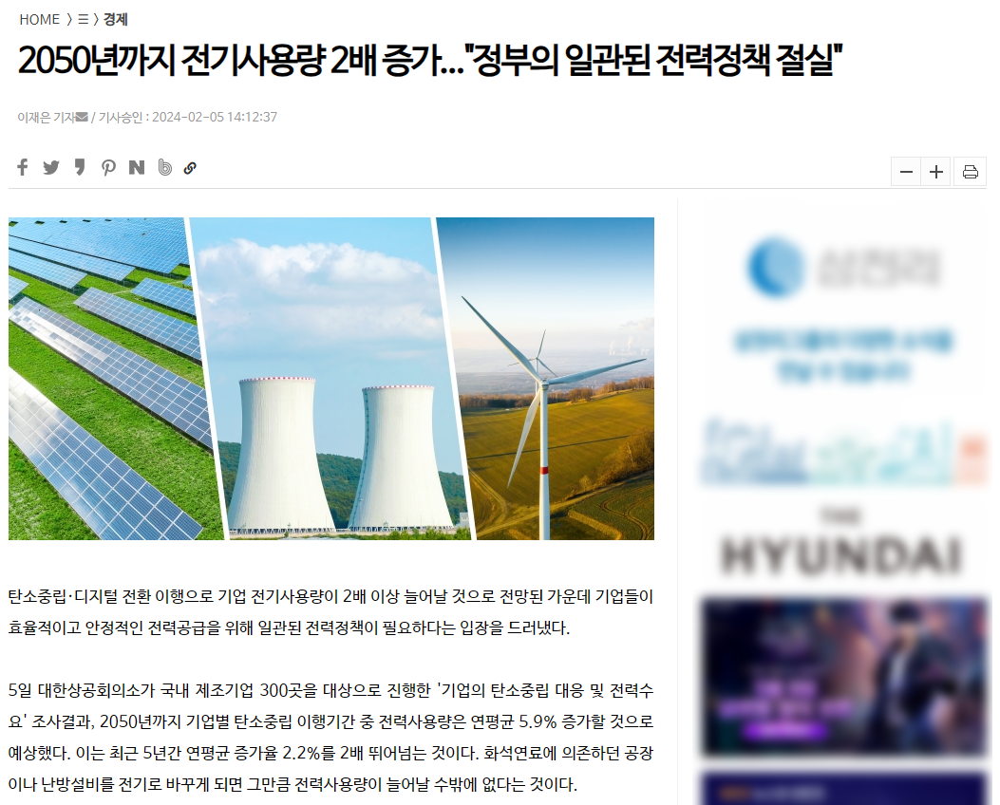 HOME > ☰ > 경제
2050년까지 전기사용량 2배 증가..."정부의 일관된 전력정책 절실"
이재은 기자 / 기사승인 : 2024-02-05 14:12:37
탄소중립·디지털 전환 이행으로 기업 전기사용량이 2배 이상 늘어날 것으로 전망된 가운데 기업들이
효율적이고 안정적인 전력공급을 위해 일관된 전력정책이 필요하다는 입장을 드러냈다.
5일 대한상공회의소가 국내 제조기업 300곳을 대상으로 진행한 '기업의 탄소중립 대응 및 전력수
요' 조사결과, 2050년까지 기업별 탄소중립 이행기간 중 전력사용량은 연평균 5.9% 증가할 것으로
예상했다. 이는 최근 5년간 연평균 증가율 2.2%를 2배 뛰어넘는 것이다. 화석연료에 의존하던 공장
이나 난방설비를 전기로 바꾸게 되면 그만큼 전력사용량이 늘어날 수밖에 없다는 것이다.
THE
HYUNDAI